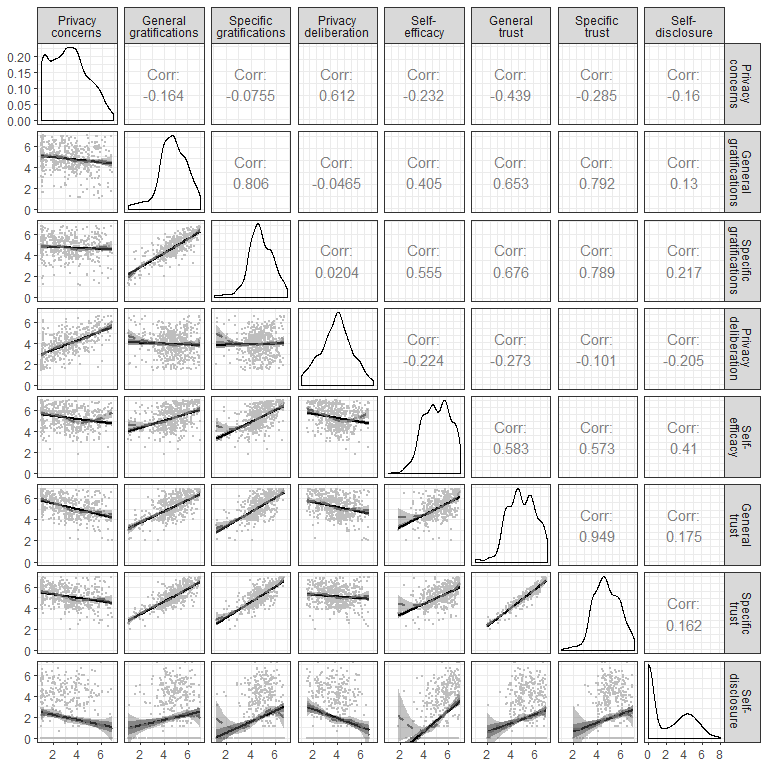 Privacy
concerns
General
gratifications
Specific
gratifications
Privacy
deliberation
Self-
efficacy
General
trust
Specific
trust
Self-
disclosure
0.20
0.15
0.10
0.05
0.00
Corr:
-0.164
Corr:
-0.0755
Corr:
0.612
Corr:
-0.232
Corr:
-0.439
Corr:
-0.285
Corr:
-0.16
Privacy
concerns
6
4
2
0
Corr:
0.806
Corr:
-0.0465
Corr:
0.405
Corr:
0.653
Corr:
0.792
Corr:
0.13
General
gratifications
6
4
2
0
Corr:
0.0204
Corr:
0.555
Corr:
0.676
Corr:
0.789
Corr:
0.217
Specific
gratifications
6
4
2
0
Corr:
-0.224
Corr:
-0.273
Corr:
-0.101
Corr:
-0.205
Privacy
deliberation
6
4
2
0
Corr:
0.583
Corr:
0.573
Corr:
0.41
Self-
efficacy
6
4
2
0
Corr:
0.949
Corr:
0.175
General
trust
6
4
2
0
Corr:
0.162
Specific
trust
6
4
2
0
Self-
disclosure
2 4 6 2 4 6 2 4 6 2 4 6 2 4 6 2 4 6 2 4 6 0 2 4 6 8